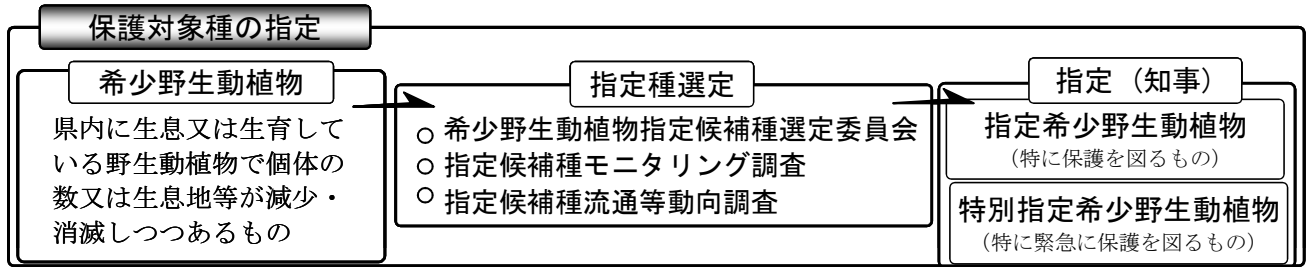 保護対象種の指定
希少野生動植物
県内に生息又は生育して
いる野生動植物で個体の
数又は生息地等が減少・
消滅しつつあるもの
指定種選定
○ 希少野生動植物指定候補種選定委員会
○ 指定候補種モニタリング調査
○ 指定候補種流通等動向調査
指定（知事）
指定希少野生動植物
(特に保護を図るもの)
特別指定希少野生動植物
(特に緊急に保護を図るもの)